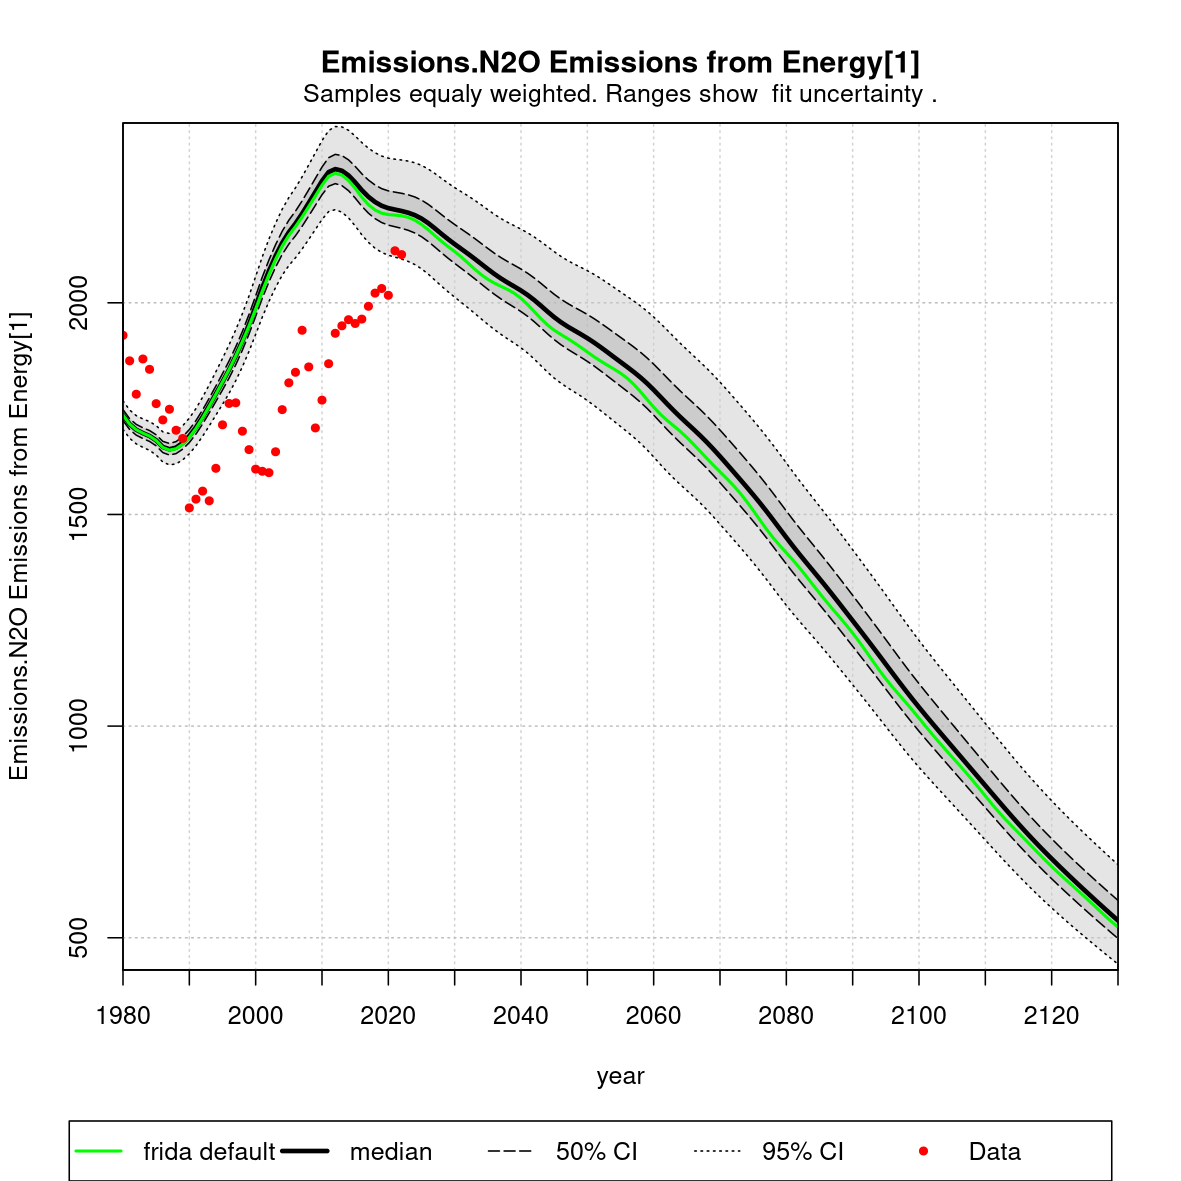 Emissions.N2O Emissions from Energy[1]
Samples equaly weighted. Ranges show  fit uncertainty .
Emissions.N2O Emissions from Energy[1]
2000
1500
1000
500
1980 2000 2020 2040 2060 2080 2100 2120
year
frida default median 50% CI 95% CI Data